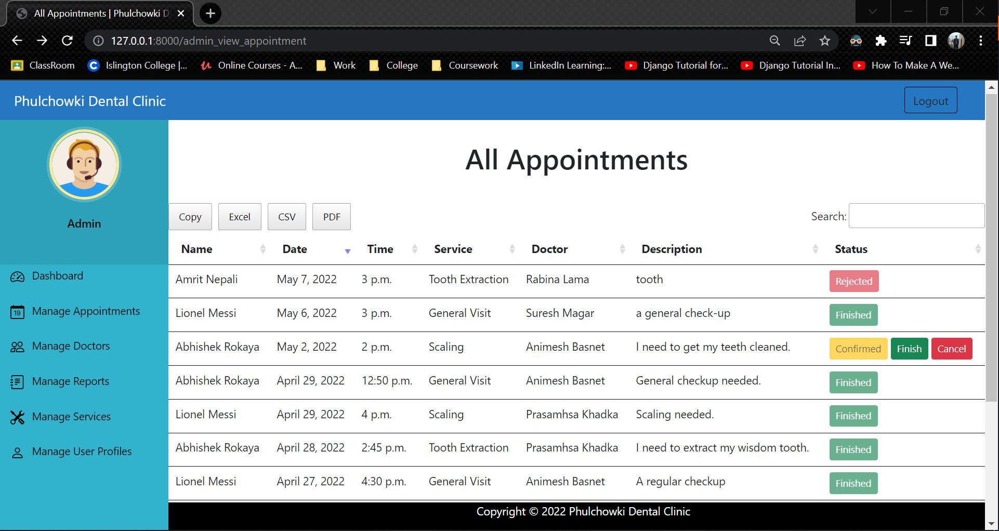 All Appointments | Phulchowki D
127.0.0.1:8000/admin_view_appointment
ClassRoom Islington College |... Online Courses - A... Work College Coursework LinkedIn Learning:... Django Tutorial for... Django Tutorial In... How To Make A We...
Phulchowki Dental Clinic Logout
Admin
Dashboard
19 Manage Appointments
Manage Doctors
Manage Reports
Manage Services
Manage User Profiles
All Appointments
Copy Excel CSV PDF Search:
Name Date Time Service Doctor Description Status
Amrit Nepali May 7, 2022 3 p.m. Tooth Extraction Rabina Lama tooth Rejected
Lionel Messi May 6, 2022 3 p.m. General Visit Suresh Magar a general check-up Finished
Abhishek Rokaya May 2, 2022 2 p.m. Scaling Animesh Basnet I need to get my teeth cleaned. Confirmed Finish Cancel
Abhishek Rokaya April 29, 2022 12:50 p.m. General Visit Animesh Basnet General checkup needed. Finished
Lionel Messi April 29, 2022 4 p.m. Scaling Prasamhsa Khadka Scaling needed. Finished
Abhishek Rokaya April 28, 2022 2:45 p.m. Tooth Extraction Prasamhsa Khadka I need to extract my wisdom tooth. Finished
Lionel Messi April 27, 2022 4:30 p.m. General Visit Animesh Basnet A regular checkup Finished
Copyright © 2022 Phulchowki Dental Clinic